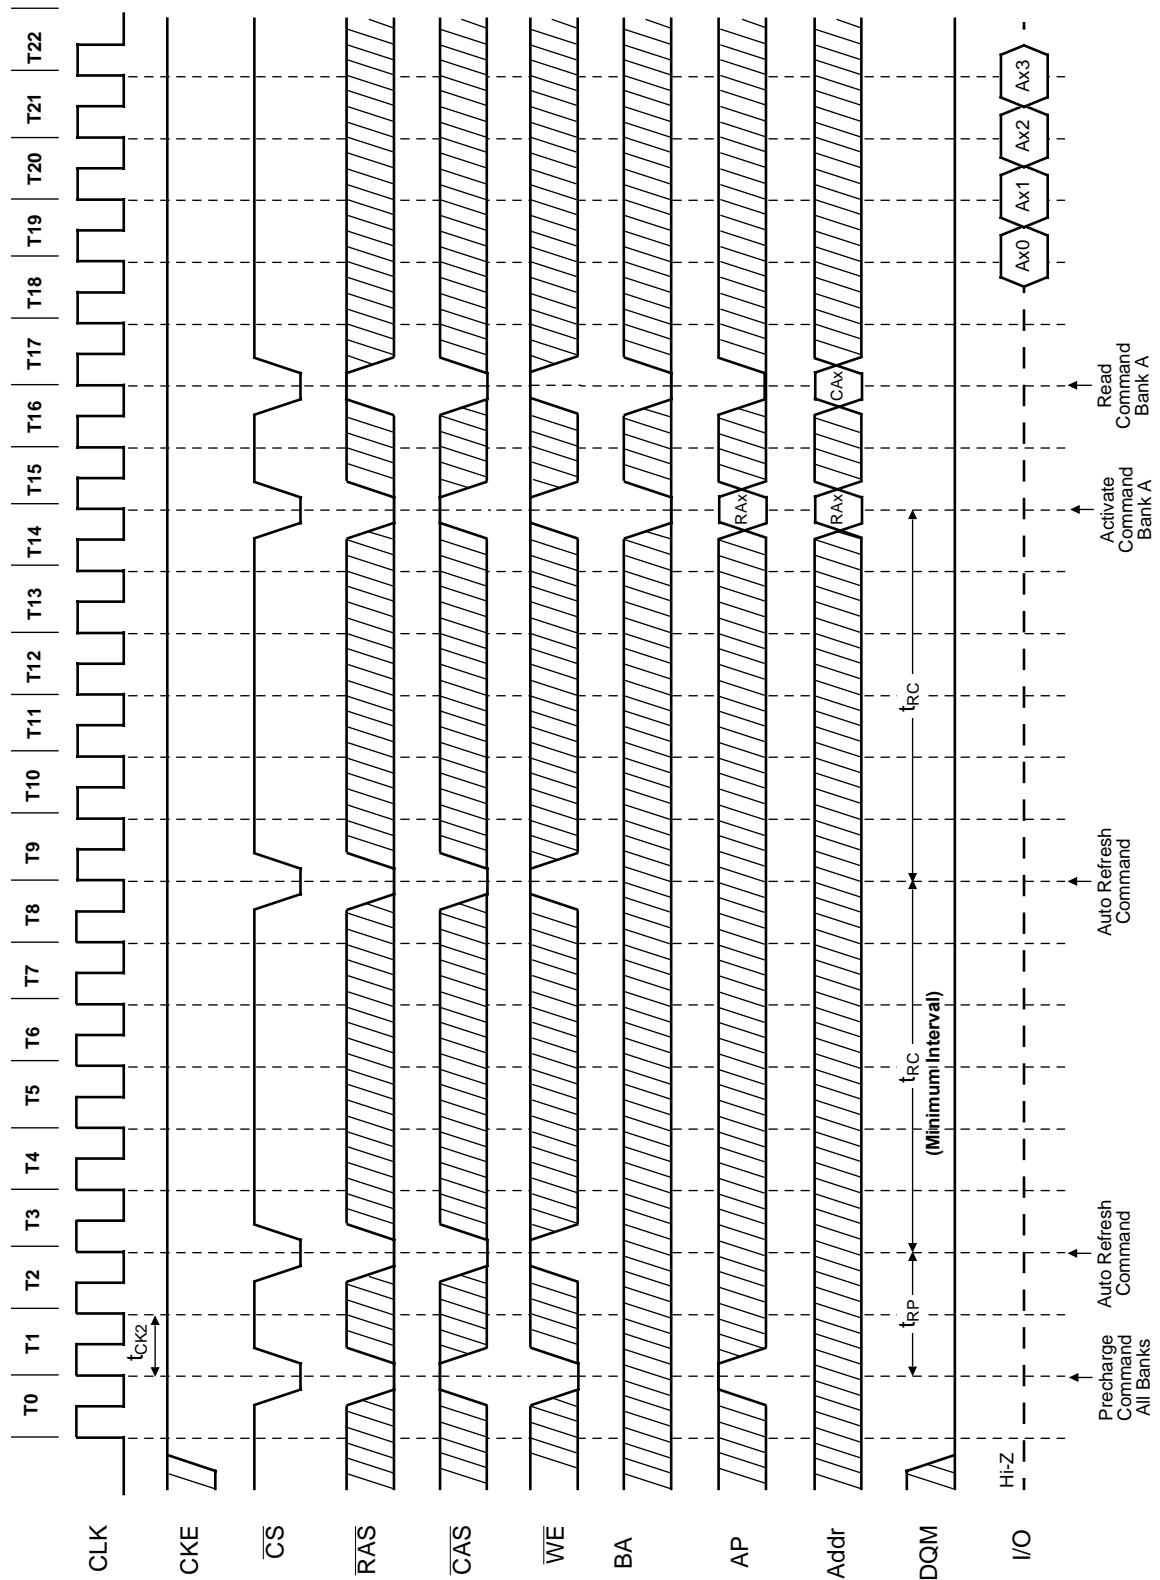 T0 T1 T2 T3 T4 T5 T6 T7 T8 T9 T10 T11 T12 T13 T14 T15 T16 T17 T18 T19 T20 T21 T22
CLK
tCK2
CKE
CS
RAS
CAS
WE
BA
AP
RAx
Addr
RAx CAx
tRP tRC tRC
(Minimum Interval)
DQM
Hi-Z
I/O
Ax0 Ax1 Ax2 Ax3
Precharge
Command
All Banks
Auto Refresh
Command
Auto Refresh
Command
Activate
Command
Bank A
Read
Command
Bank A